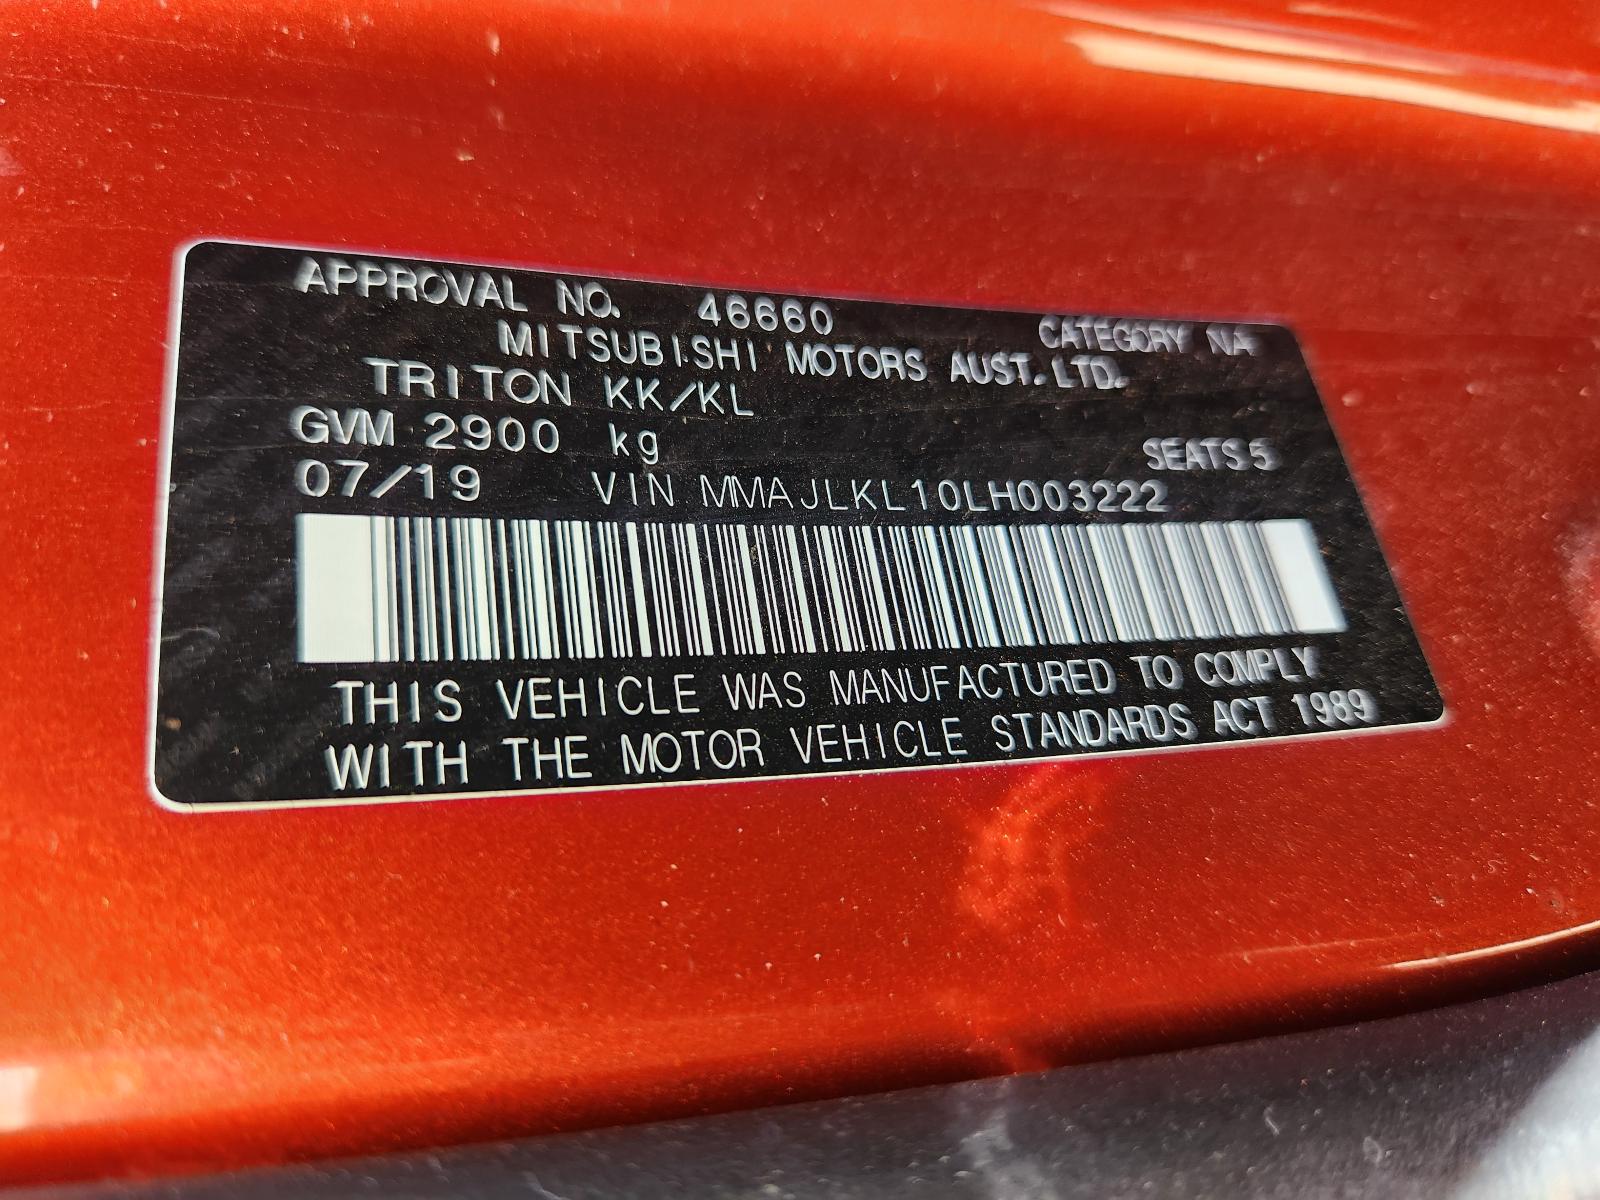 APPROVAL NO. 46660 CATEGORY NA
MITSUBISHI MOTORS AUST. LTD.
TRITON KK/KL
GVM 2900 kg SEATS 5
07/19 VIN MMAJLKL10LH003222
THIS VEHICLE WAS MANUFACTURED TO COMPLY
WITH THE MOTOR VEHICLE STANDARDS ACT 1989